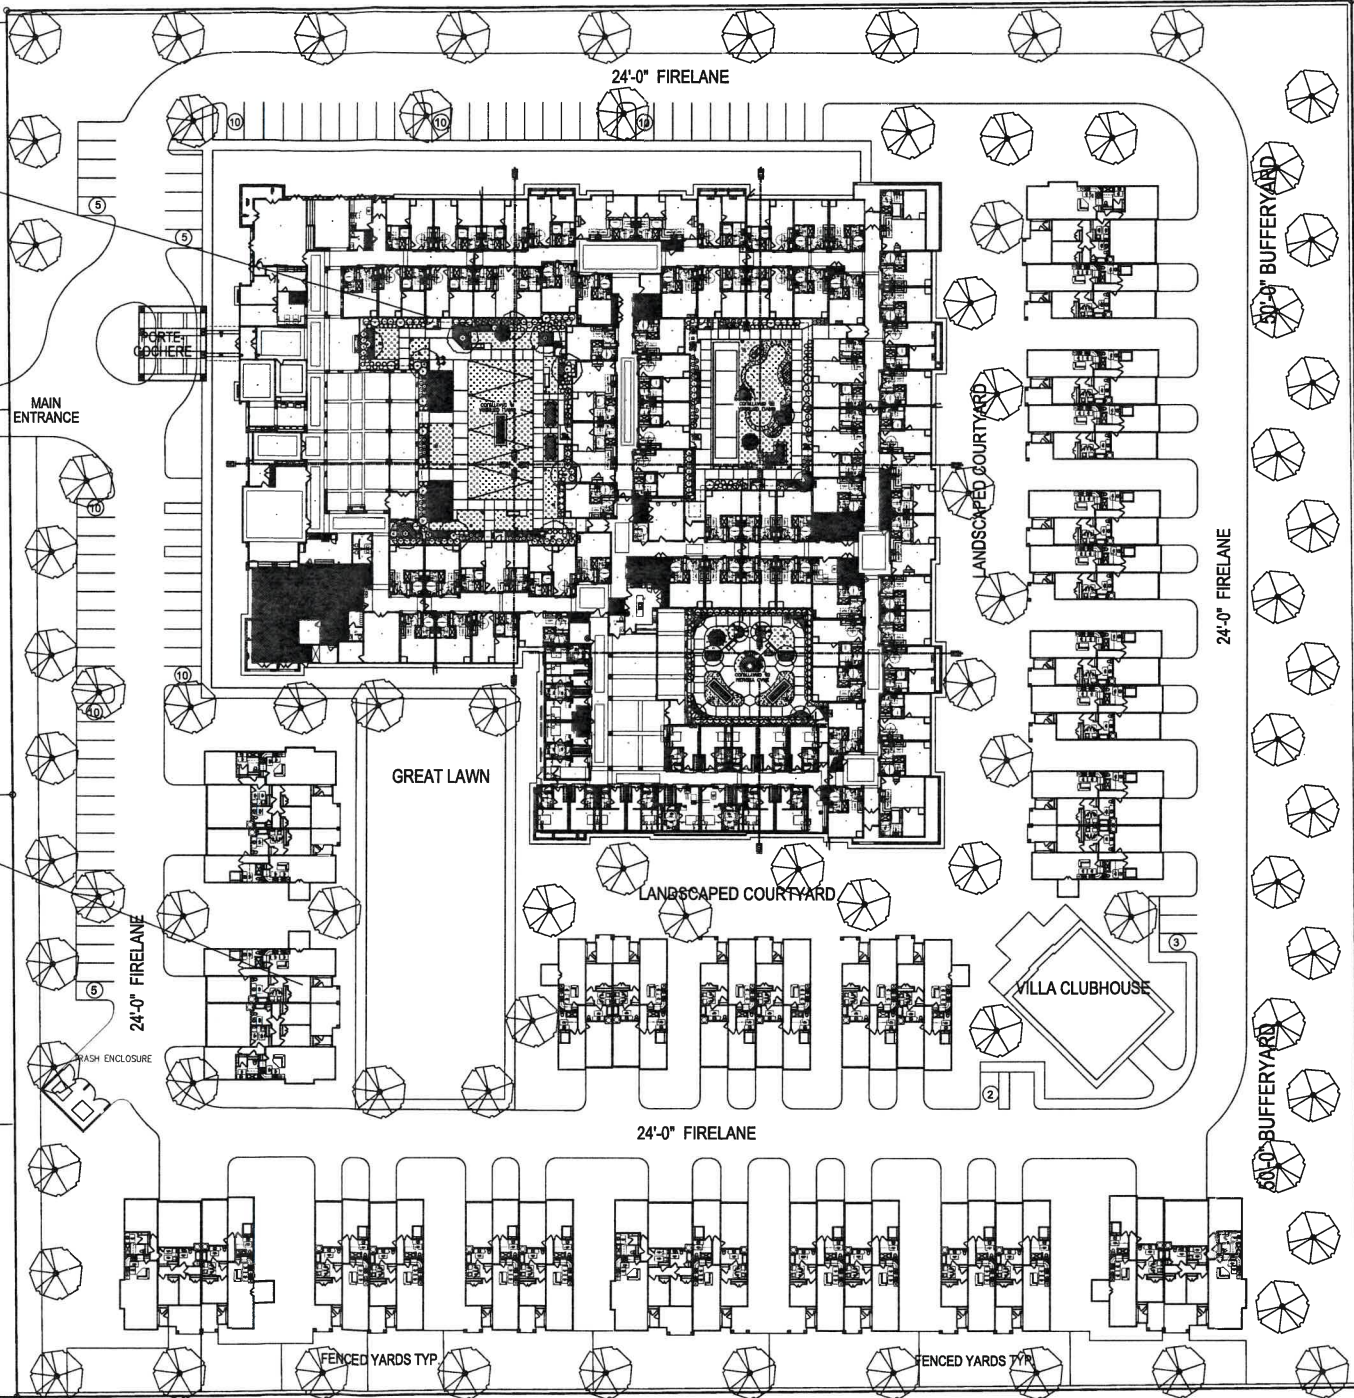 24'-0" FIRELANE
10
10
10
5
5
50'-0" BUFFERYARD
PORTE-
COCHERE
MAIN
ENTRANCE
LANDSCAPED COURTYARD
10
24'-0" FIRELANE
10
10
GREAT LAWN
LANDSCAPED COURTYARD
24'-0" FIRELANE
3
5
VILLA CLUBHOUSE
TRASH ENCLOSURE
50'-0" BUFFERYARD
2
24'-0" FIRELANE
FENCED YARDS TYP.
FENCED YARDS TYP.